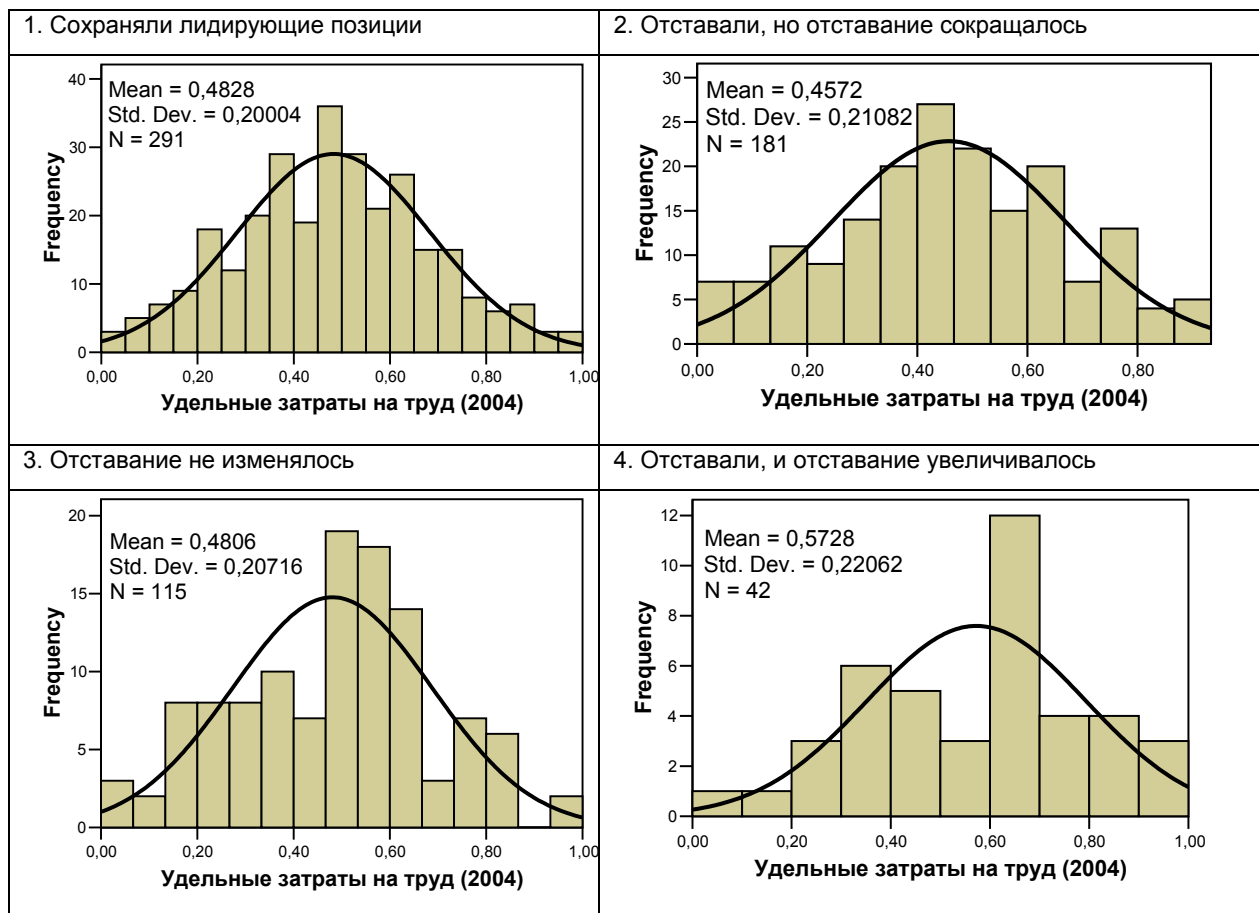 1. Сохраняли лидирующие позиции
2. Отставали, но отставание сокращалось
40
30
20
10
0
Frequency
Mean = 0,4828
Std. Dev. = 0,20004
N = 291
0,00 0,20 0,40 0,60 0,80 1,00
Удельные затраты на труд (2004)
30
25
20
15
10
5
0
Frequency
Mean = 0,4572
Std. Dev. = 0,21082
N = 181
0,00 0,20 0,40 0,60 0,80
Удельные затраты на труд (2004)
3. Отставание не изменялось
4. Отставали, и отставание увеличивалось
20
15
10
5
0
Frequency
Mean = 0,4806
Std. Dev. = 0,20716
N = 115
0,00 0,20 0,40 0,60 0,80 1,00
Удельные затраты на труд (2004)
12
10
8
6
4
2
0
Frequency
Mean = 0,5728
Std. Dev. = 0,22062
N = 42
0,00 0,20 0,40 0,60 0,80 1,00
Удельные затраты на труд (2004)